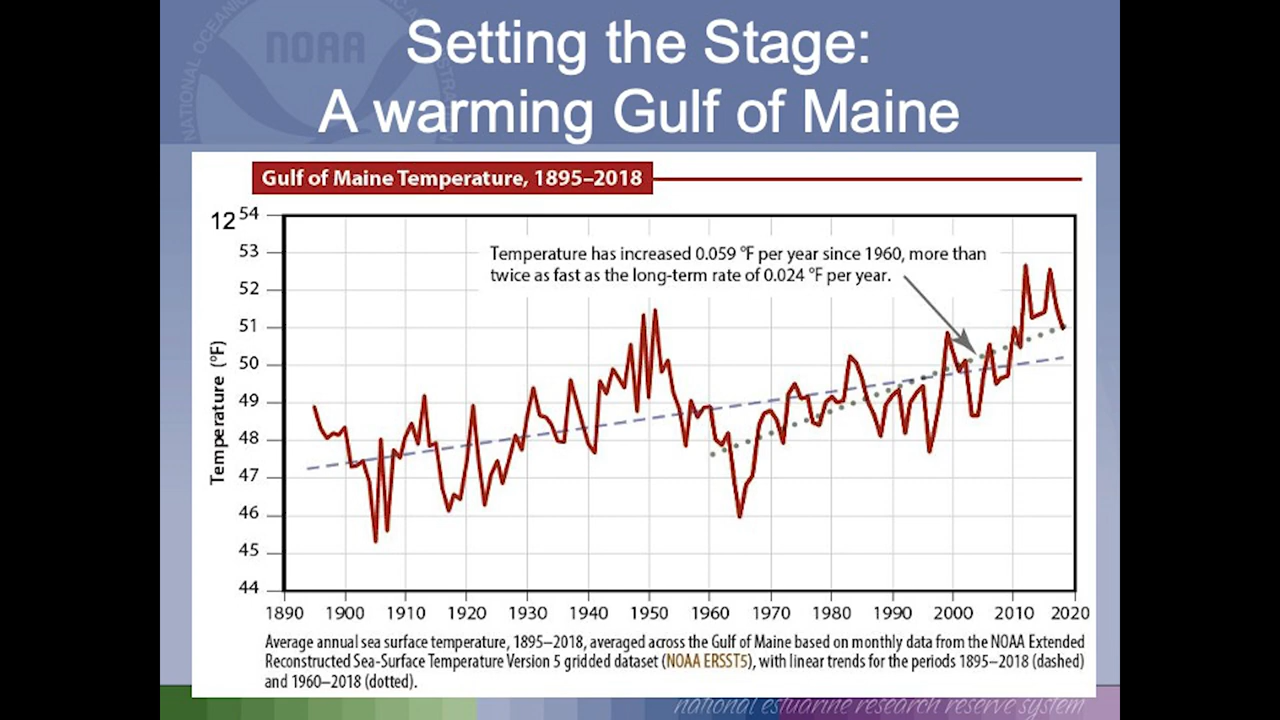 NOAA
NATIONAL OCEANIC
Setting the Stage:
A warming Gulf of Maine
Gulf of Maine Temperature, 1895–2018
12
54
53
52
51
50
49
48
47
46
45
44
Temperature (°F)
Temperature has increased 0.059 °F per year since 1960, more than
twice as fast as the long-term rate of 0.024 °F per year.
1890 1900 1910 1920 1930 1940 1950 1960 1970 1980 1990 2000 2010 2020
Average annual sea surface temperature, 1895–2018, averaged across the Gulf of Maine based on monthly data from the NOAA Extended
Reconstructed Sea-Surface Temperature Version 5 gridded dataset (NOAA ERSST5), with linear trends for the periods 1895–2018 (dashed)
and 1960–2018 (dotted).
national estuarine research reserve system